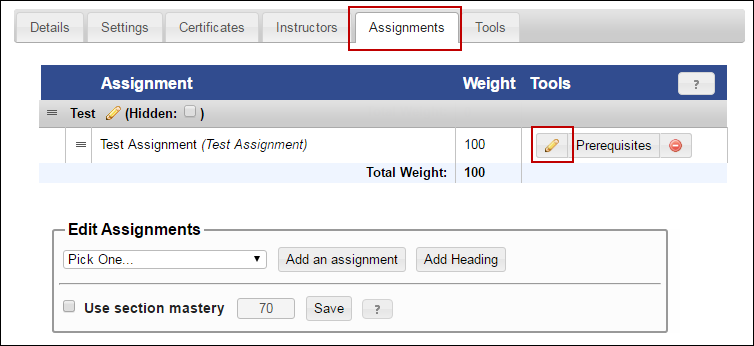 Details Settings Certificates Instructors Assignments Tools
Assignment Weight Tools ?
Test (Hidden: )
Test Assignment (Test Assignment) 100 Prerequisites
Total Weight: 100
Edit Assignments
Pick One... Add an assignment Add Heading
Use section mastery 70 Save ?